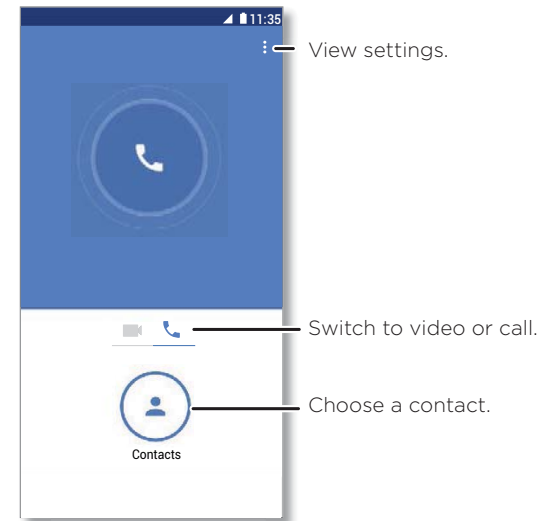 11:35
View settings.
Switch to video or call.
Choose a contact.
Contacts